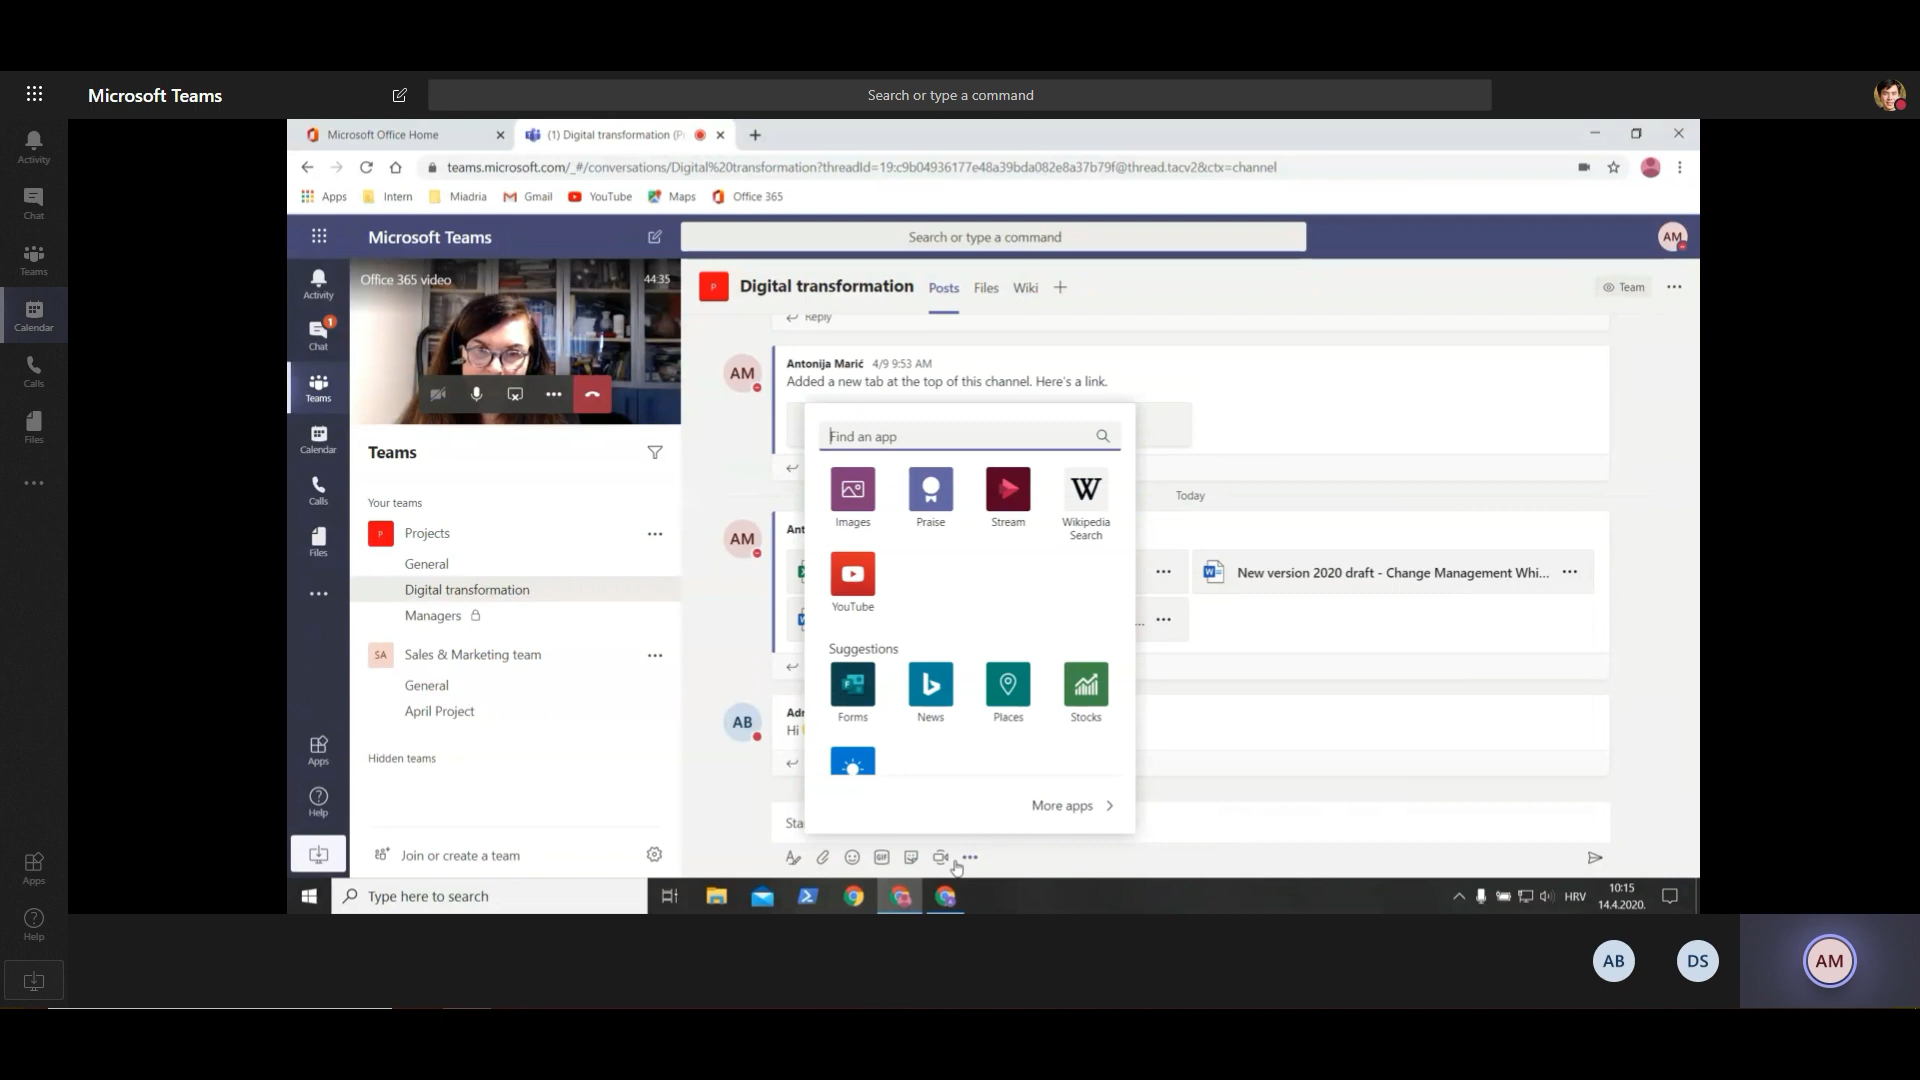 Microsoft Teams
Search or type a command
Activity
Chat
Teams
Calendar
Calls
Files
Apps
Help
Microsoft Office Home
(1) Digital transformation (P
teams.microsoft.com/_#/conversations/Digital%20transformation?threadId=19:c9b04936177e48a39bda082e8a37b79f@thread.tacv2&ctx=channel
Apps
Intern
Miadria
Gmail
YouTube
Maps
Office 365
Microsoft Teams
Search or type a command
AM
Activity
1
Chat
Teams
Calendar
Calls
Files
Apps
Help
Office 365 video
44:35
Teams
Your teams
P
Projects
General
Digital transformation
Managers
SA
Sales & Marketing team
General
April Project
Hidden teams
Join or create a team
P
Digital transformation
Posts
Files
Wiki
Team
Reply
AM
Antonija Marić 4/9 9:53 AM
Added a new tab at the top of this channel. Here's a link.
Today
AM
Ant
New version 2020 draft - Change Management Whi...
...
AB
Adr
Hi
Sta
Find an app
Images
Praise
Stream
W
Wikipedia
Search
YouTube
Suggestions
Forms
News
Places
Stocks
More apps
GIF
Type here to search
HRV
10:15
14.4.2020.
AB
DS
AM